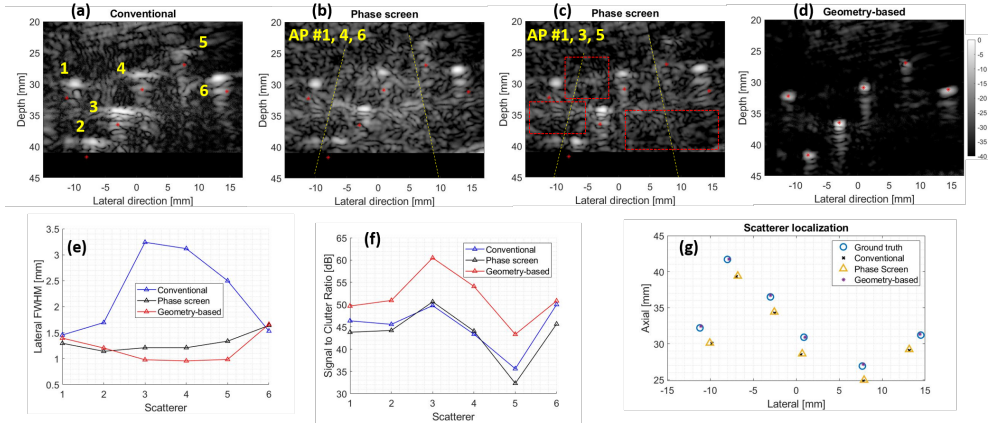 (a) Conventional
(b) Phase screen
(c) Phase screen
(d) Geometry-based
AP #1, 4, 6
AP #1, 3, 5
1
2
3
4
5
6
Depth [mm]
15
20
25
30
35
40
45
-10 -5 0 5 10 15
Lateral direction [mm]
Depth [mm]
15
20
25
30
35
40
45
-10 -5 0 5 10 15
Lateral direction [mm]
Depth [mm]
15
20
25
30
35
40
45
-10 -5 0 5 10 15
Lateral direction [mm]
Depth [mm]
20
25
30
35
40
45
-10 -5 0 5 10 15
Lateral direction [mm]
0
-5
-10
-15
-20
-25
-30
-35
-40
(e)
Lateral FWHM [mm]
3.5
3
2.5
2
1.5
1
0.5
Conventional
Phase screen
Geometry-based
1 2 3 4 5 6
Scatterer
(f)
Signal to Clutter Ratio [dB]
65
60
55
50
45
40
35
30
Conventional
Phase screen
Geometry-based
1 2 3 4 5 6
Scatterer
Scatterer localization
(g)
Axial[mm]
45
40
35
30
25
Ground truth
Conventional
Phase Screen
Geometry-based
-15 -10 -5 0 5 10 15
Lateral [mm]